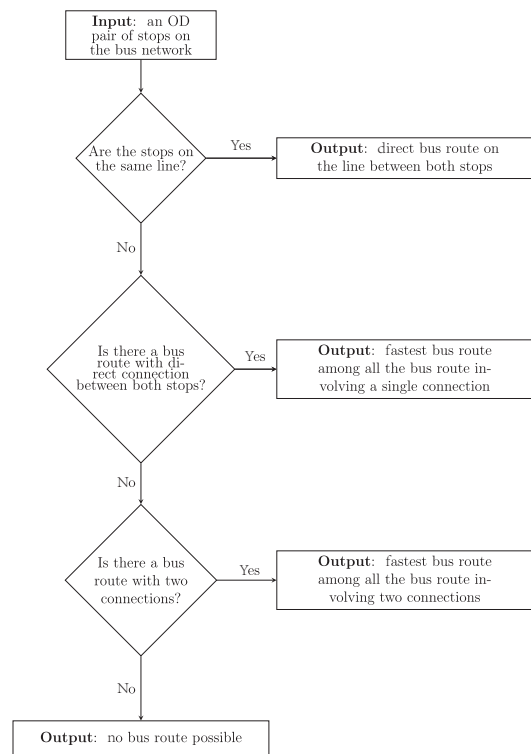 Input: an OD
pair of stops on
the bus network
Are the stops on
the same line?
Yes
Output: direct bus route on
the line between both stops
No
Is there a bus
route with di-
rect connection
between both stops?
Yes
Output: fastest bus route
among all the bus route in-
volving a single connection
No
Is there a bus
route with two
connections?
Yes
Output: fastest bus route
among all the bus route in-
volving two connections
No
Output: no bus route possible